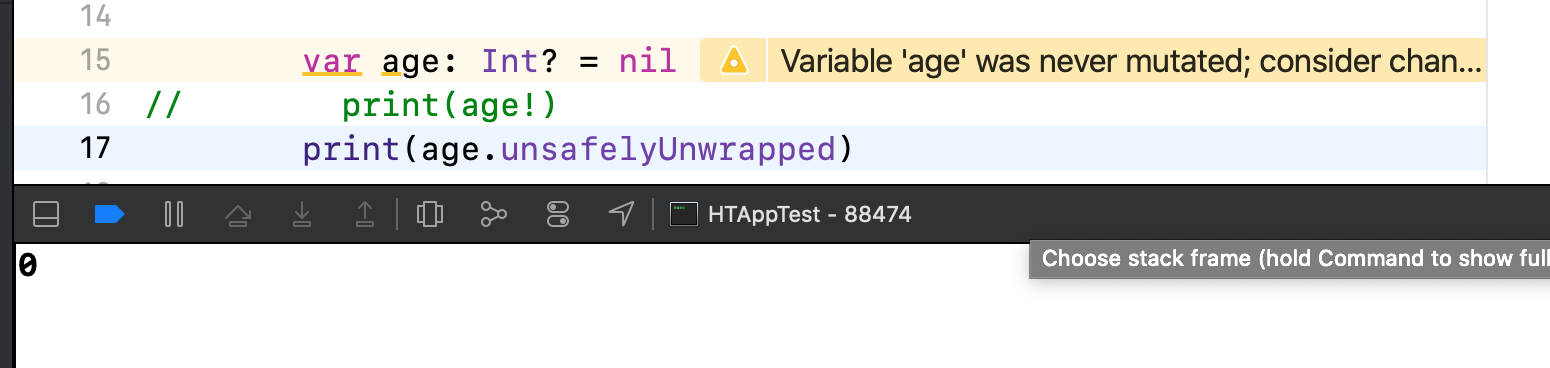 14
15 var age: Int? = nil Variable 'age' was never mutated; consider chan...
16 // print(age!)
17 print(age.unsafelyUnwrapped)
HTAppTest - 88474
0
Choose stack frame (hold Command to show full